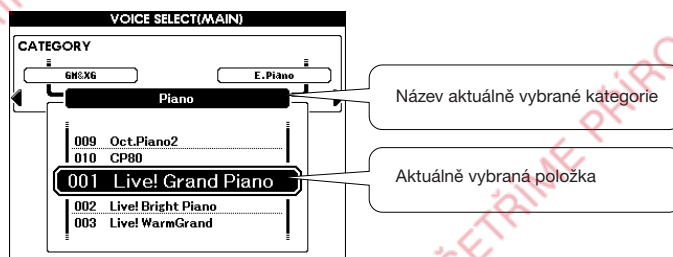 VOICE SELECT(MAIN)
CATEGORY
GM&XG
E.Piano
Piano
Název aktuálně vybrané kategorie
009 Oct.Piano2
010 CP80
001 Live! Grand Piano
Aktuálně vybraná položka
002 Live! Bright Piano
003 Live! WarmGrand